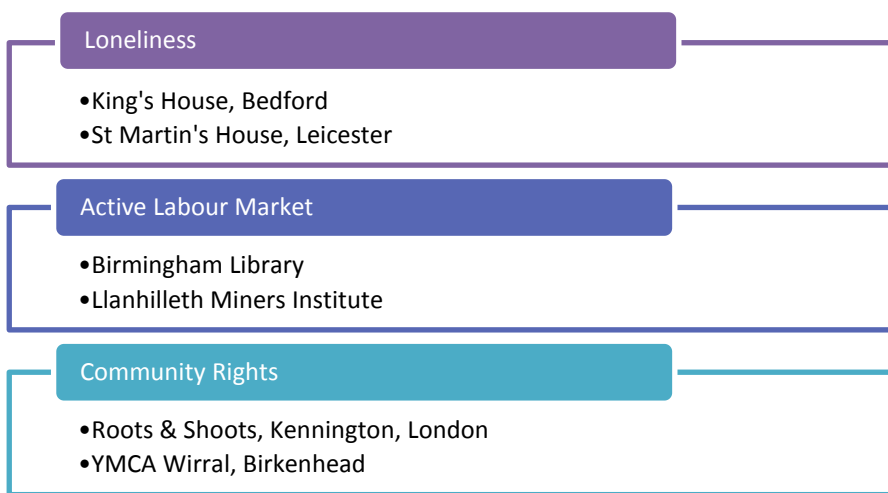 Loneliness
•King's House, Bedford
•St Martin's House, Leicester
Active Labour Market
•Birmingham Library
•Llanhilleth Miners Institute
Community Rights
•Roots & Shoots, Kennington, London
•YMCA Wirral, Birkenhead